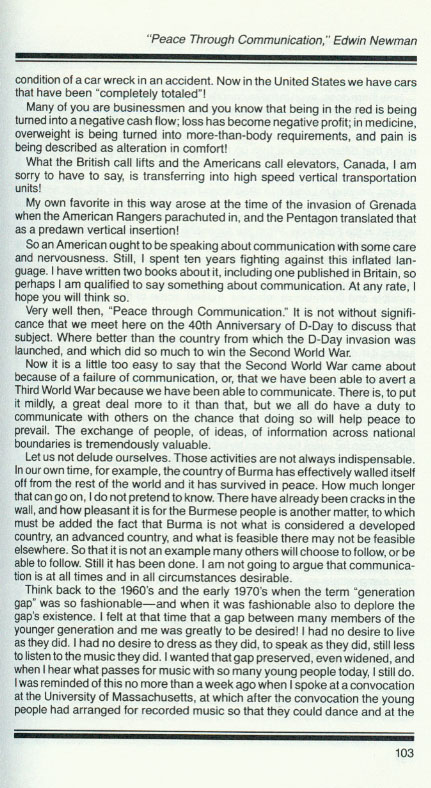 "Peace Through Communication," Edwin Newman
condition of a car wreck in an accident. Now in the United States we have cars
that have been "completely totaled"!
Many of you are businessmen and you know that being in the red is being
turned into a negative cash flow; loss has become negative profit; in medicine,
overweight is being turned into more-than-body requirements, and pain is
being described as alteration in comfort!
What the British call lifts and the Americans call elevators, Canada, I am
sorry to have to say, is transferring into high speed vertical transportation
units!
My own favorite in this way arose at the time of the invasion of Grenada
when the American Rangers parachuted in, and the Pentagon translated that
as a predawn vertical insertion!
So an American ought to be speaking about communication with some care
and nervousness. Still, I spent ten years fighting against this inflated lan-
guage. I have written two books about it, including one published in Britain, so
perhaps I am qualified to say something about communication. At any rate, I
hope you will think so.
Very well then, "Peace through Communication." It is not without signifi-
cance that we meet here on the 40th Anniversary of D-Day to discuss that
subject. Where better than the country from which the D-Day invasion was
launched, and which did so much to win the Second World War.
Now it is a little too easy to say that the Second World War came about
because of a failure of communication, or, that we have been able to avert a
Third World War because we have been able to communicate. There is, to put
it mildly, a great deal more to it than that, but we all do have a duty to
communicate with others on the chance that doing so will help peace to
prevail. The exchange of people, of ideas, of information across national
boundaries is tremendously valuable.
Let us not delude ourselves. Those activities are not always indispensable.
In our own time, for example, the country of Burma has effectively walled itself
off from the rest of the world and it has survived in peace. How much longer
that can go on, I do not pretend to know. There have already been cracks in the
wall, and how pleasant it is for the Burmese people is another matter, to which
must be added the fact that Burma is not what is considered a developed
country, an advanced country, and what is feasible there may not be feasible
elsewhere. So that it is not an example many others will choose to follow, or be
able to follow. Still it has been done. I am not going to argue that communica-
tion is at all times and in all circumstances desirable.
Think back to the 1960's and the early 1970's when the term "generation
gap" was so fashionable—and when it was fashionable also to deplore the
gap's existence. I felt at that time that a gap between many members of the
younger generation and me was greatly to be desired! I had no desire to live
as they did. I had no desire to dress as they did, to speak as they did, still less
to listen to the music they did. I wanted that gap preserved, even widened, and
when I hear what passes for music with so many young people today, I still do.
I was reminded of this no more than a week ago when I spoke at a convocation
at the University of Massachusetts, at which after the convocation the young
people had arranged for recorded music so that they could dance and at the
103